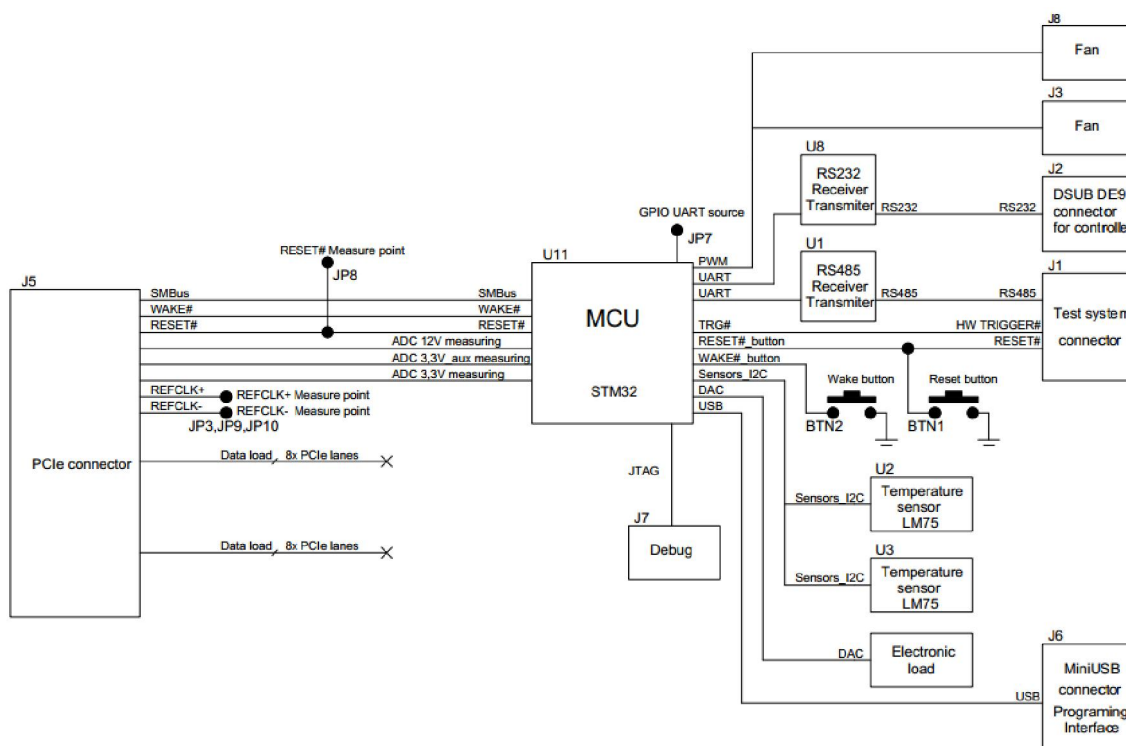 J8
Fan
J3
Fan
U8
RS232
Receiver
Transmiter
RS232
RS232
J2
DSUB DE9
connector
for controlle
GPIO UART source
JP7
RESET# Measure point
JP8
U11
MCU
STM32
PWM
UART
UART
U1
RS485
Receiver
Transmiter
RS485
RS485
J1
Test system
connector
J5
PCIe connector
SMBus
SMBus
WAKE#
WAKE#
RESET#
RESET#
ADC 12V measuring
ADC 3,3V_aux measuring
ADC 3,3V measuring
REFCLK+
REFCLK+ Measure point
REFCLK-
REFCLK- Measure point
JP3,JP9,JP10
Data load
8x PCIe lanes
Data load
8x PCIe lanes
TRG#
HW TRIGGER#
RESET#_button
RESET#
WAKE#_button
Sensors_I2C
DAC
USB
Wake button
Reset button
BTN2
BTN1
JTAG
J7
Debug
U2
Sensors_I2C
Temperature
sensor
LM75
U3
Sensors_I2C
Temperature
sensor
LM75
DAC
Electronic
load
J6
USB
MiniUSB
connector
Programing
Interface